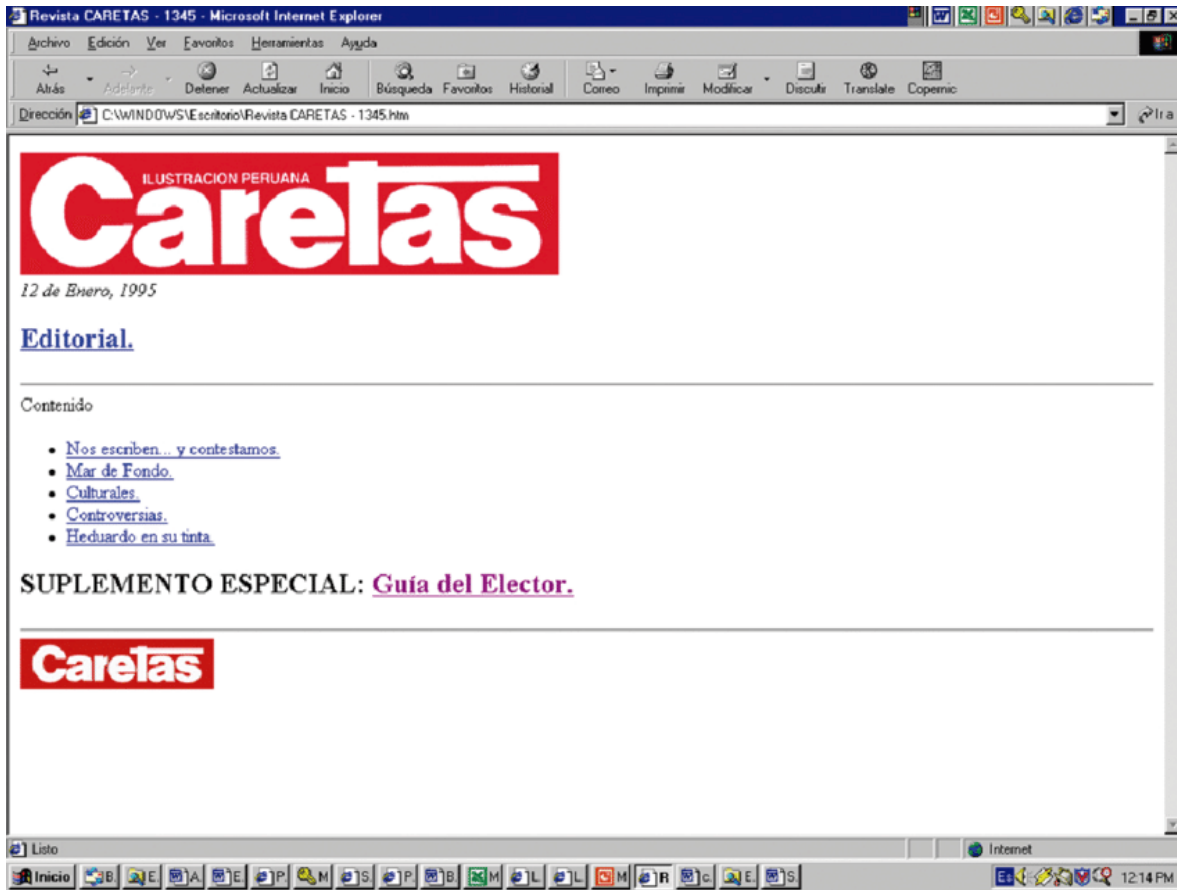 Revista CARETAS - 1345 - Microsoft Internet Explorer
Archivo Edición Ver Favoritos Herramientas Ayuda
Atrás Adelante Detener Actualizar Inicio Búsqueda Favoritos Historial Correo Imprimir Modificar Discutir Translate Copernic
Dirección C:\WINDOWS\Escritorio\Revista CARETAS - 1345.htm Ir a
ILUSTRACION PERUANA
Caretas
12 de Enero, 1995
Editorial.
Contenido
Nos escriben... y contestamos.
Mar de Fondo.
Culturales.
Controversias.
Heduardo en su tinta.
SUPLEMENTO ESPECIAL: Guía del Elector.
Caretas
Listo Internet
Inicio B. E. A. E. P. M S. P. B. M L L M R c. E. S. 12:14 PM